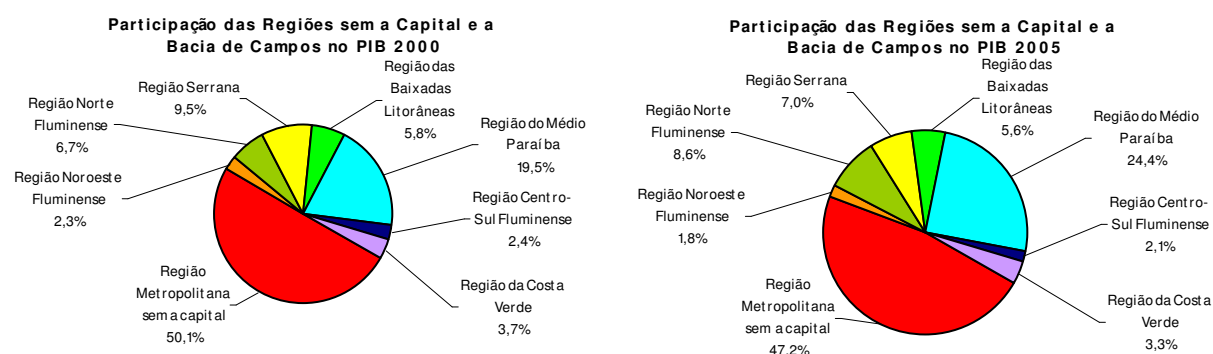 Participação das Regiões sem a Capital e a
Bacia de Campos no PIB 2000
Região Serrana
9,5%
Região das
Baixadas
Litorâneas
5,8%
Região Norte
Fluminense
6,7%
Região do Médio
Paraíba
19,5%
Região Noroeste
Fluminense
2,3%
Região Centro-
Sul Fluminense
2,4%
Região
Metropolitana
sem a capital
50,1%
Região da Costa
Verde
3,7%
Participação das Regiões sem a Capital e a
Bacia de Campos no PIB 2005
Região Serrana
7,0%
Região das
Baixadas
Litorâneas
5,6%
Região Norte
Fluminense
8,6%
Região do Médio
Paraíba
24,4%
Região Noroeste
Fluminense
1,8%
Região Centro-
Sul Fluminense
2,1%
Região
Metropolitana
sem a capital
47,2%
Região da Costa
Verde
3,3%